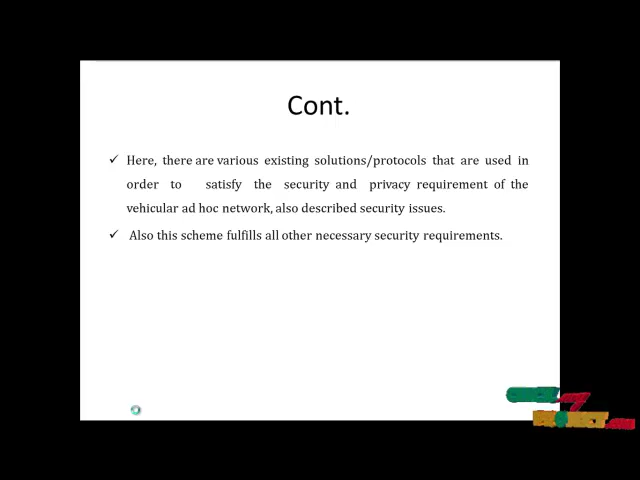 Cont.
✓ Here, there are various existing solutions/protocols that are used in
order to satisfy the security and privacy requirement of the
vehicular ad hoc network, also described security issues.
✓ Also this scheme fulfills all other necessary security requirements.